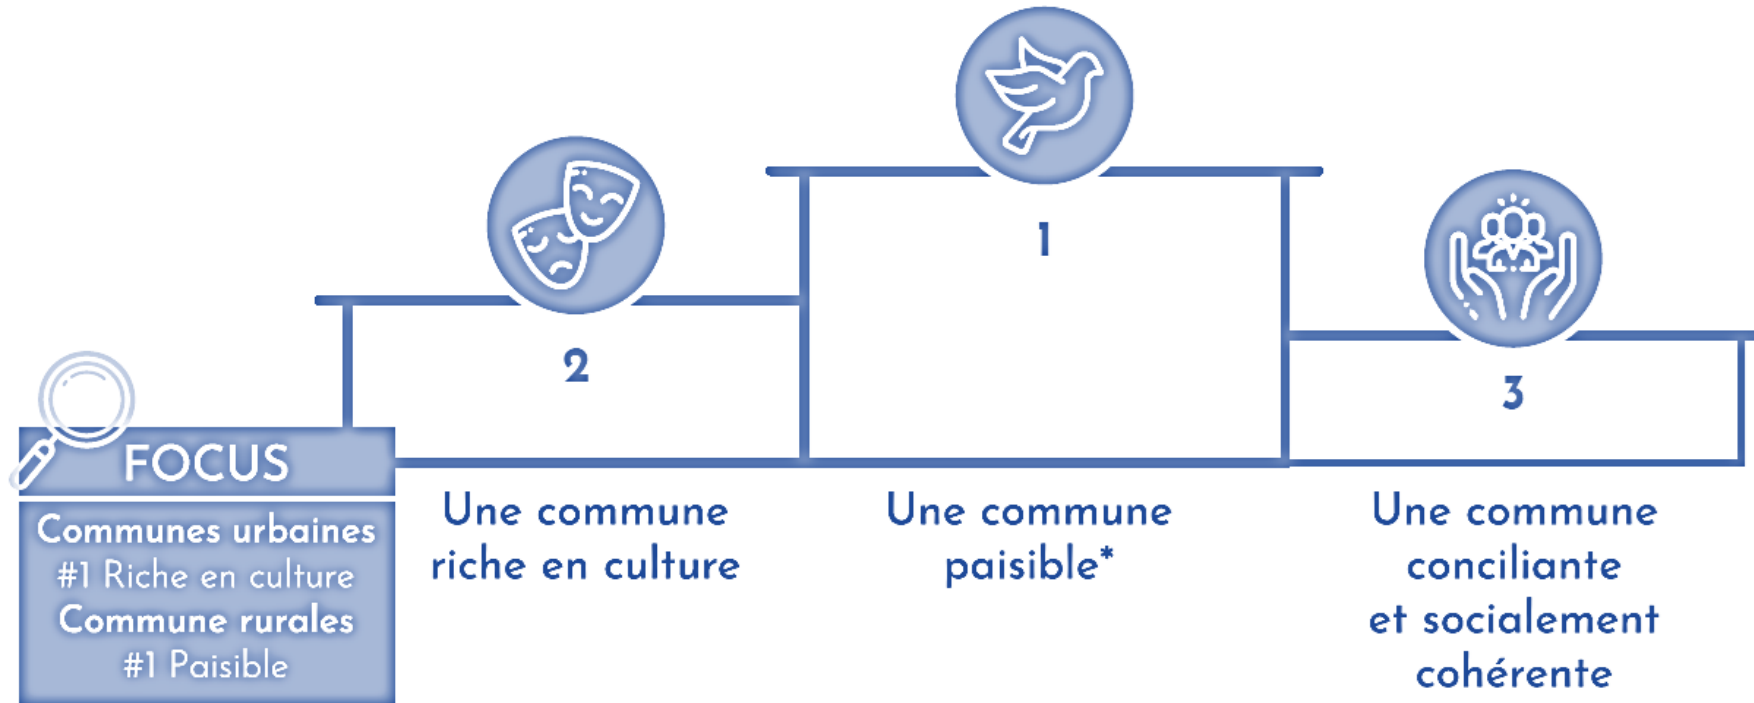 1
2
3
FOCUS
Communes urbaines
#1 Riche en culture
Commune rurales
#1 Paisible
Une commune
riche en culture
Une commune
paisible*
Une commune
conciliante
et socialement
cohérente